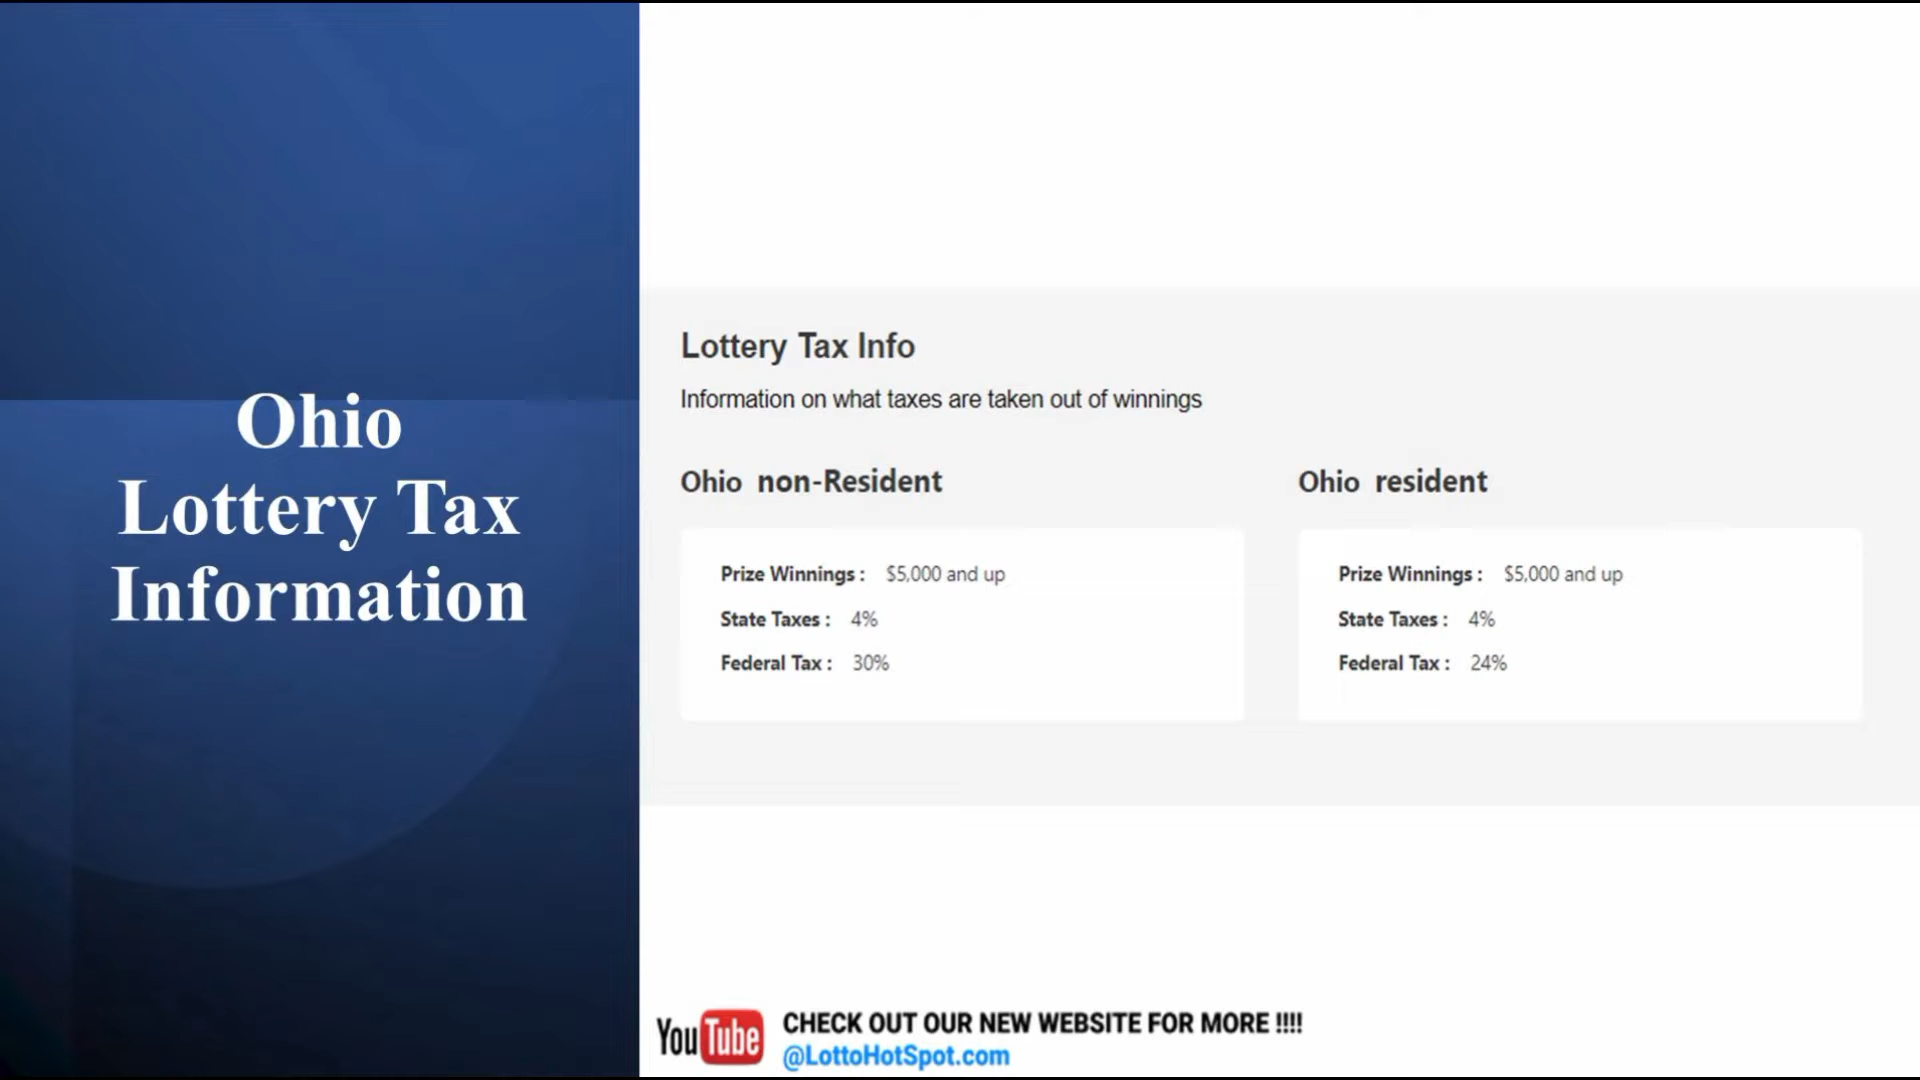 Ohio
Lottery Tax
Information
Lottery Tax Info
Information on what taxes are taken out of winnings
Ohio non-Resident
Prize Winnings : $5,000 and up
State Taxes : 4%
Federal Tax : 30%
Ohio resident
Prize Winnings : $5,000 and up
State Taxes : 4%
Federal Tax : 24%
YouTube
CHECK OUT OUR NEW WEBSITE FOR MORE !!!!
@LottoHotSpot.com